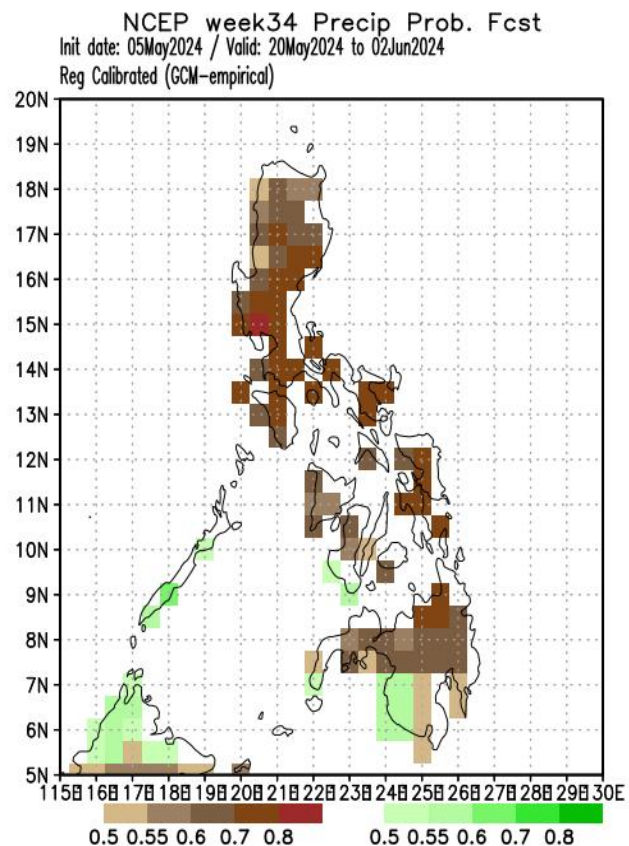 NCEP week34 Precip Prob. Fcst
Init date: 05May2024 / Valid: 20May2024 to 02Jun2024
Reg Calibrated (GCM-empirical)
20N
19N
18N
17N
16N
15N
14N
13N
12N
11N
10N
9N
8N
7N
6N
5N
115E 116E 117E 118E 119E 120E 121E 122E 123E 124E 125E 126E 127E 128E 129E 130E
0.5 0.55 0.6 0.7 0.8 0.5 0.55 0.6 0.7 0.8